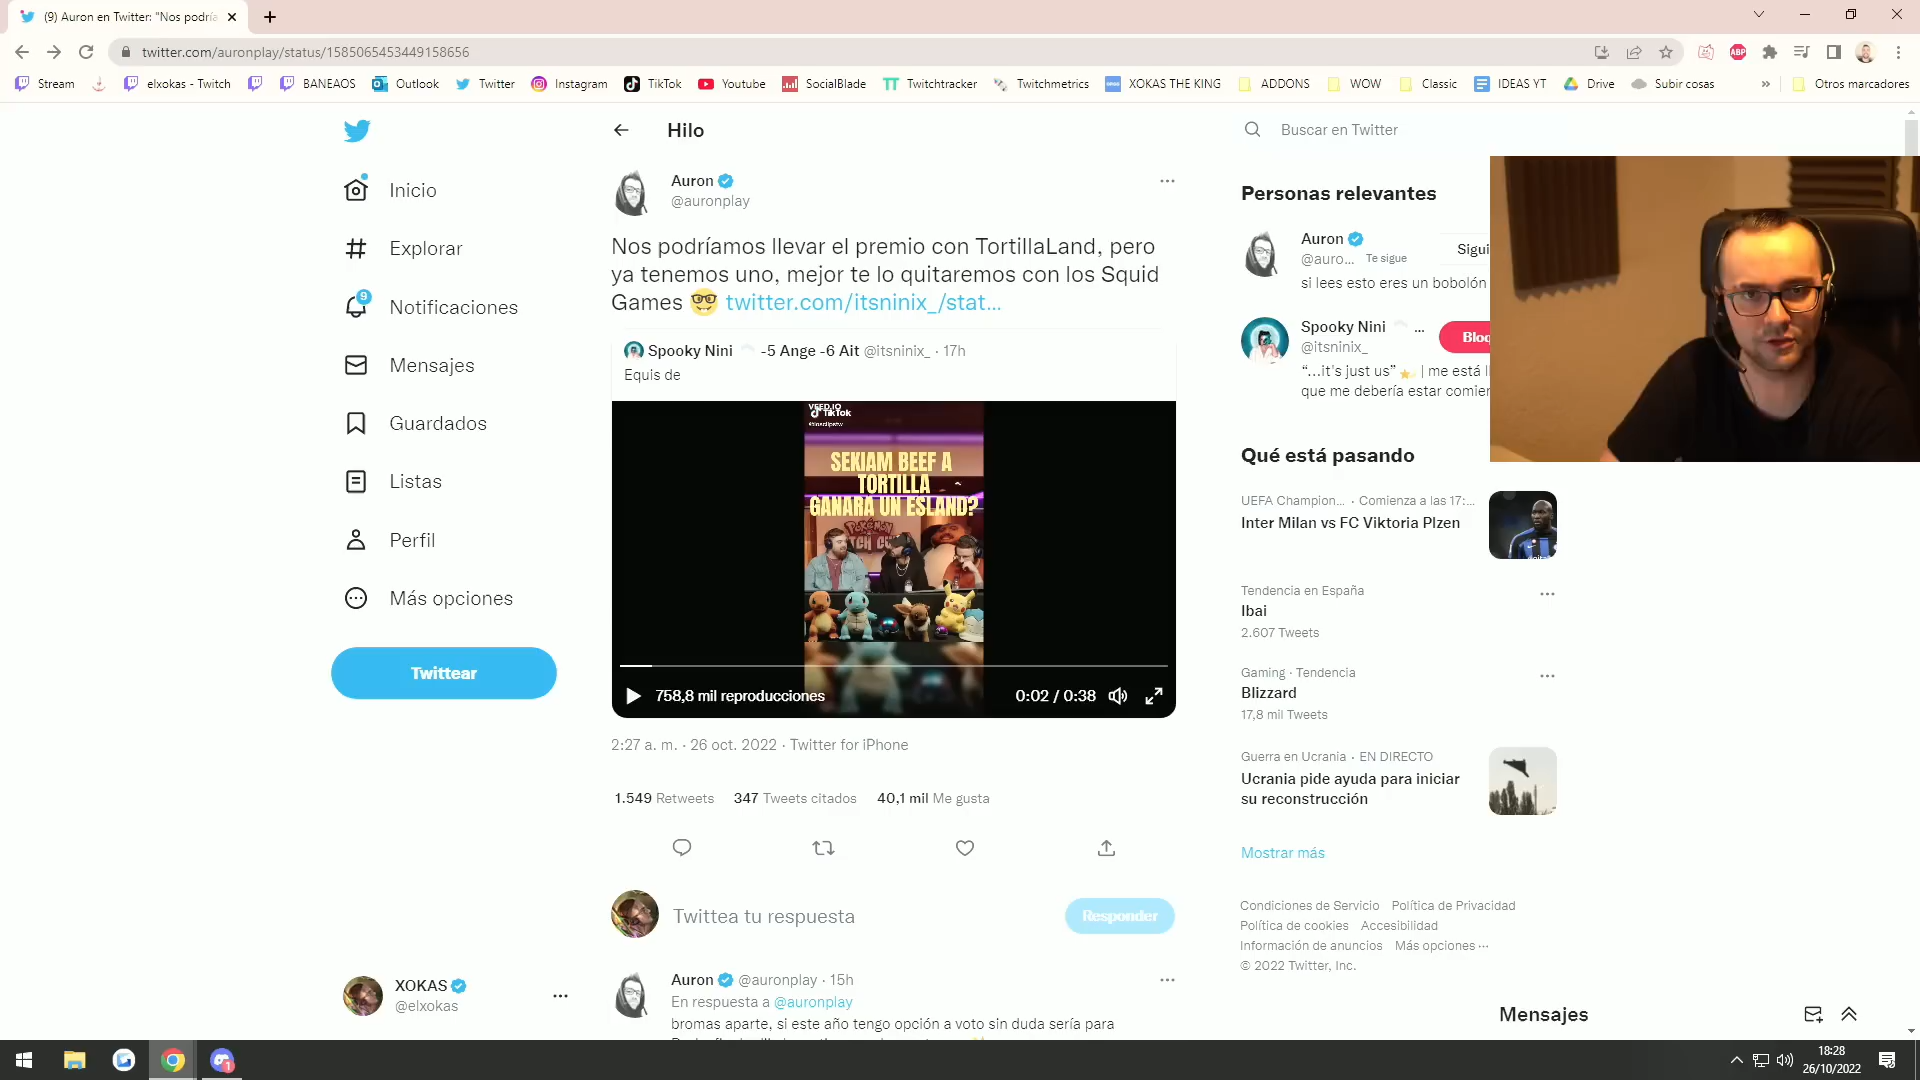 (9) Auron en Twitter: "Nos podría
twitter.com/auronplay/status/1585065453449158656
Stream
elxokas - Twitch
BANEAOS
Outlook
Twitter
Instagram
TikTok
Youtube
SocialBlade
Twitchtracker
Twitchmetrics
XOKAS THE KING
ADDONS
WOW
Classic
IDEAS YT
Drive
Subir cosas
»
Otros marcadores
Inicio
Explorar
9
Notificaciones
Mensajes
Guardados
Listas
Perfil
Más opciones
Twittear
XOKAS
@elxokas
Hilo
Auron
@auronplay
Nos podríamos llevar el premio con TortillaLand, pero
ya tenemos uno, mejor te lo quitaremos con los Squid
Games 🤓 twitter.com/itsninix_/stat…
Spooky Nini -5 Ange -6 Ait @itsninix_ · 17h
Equis de
VEED.IO
TikTok
SEKIAM BEEF A
TORTILLA
GANARA UN ESLAND?
POKéMON
758,8 mil reproducciones
0:02 / 0:38
2:27 a. m. · 26 oct. 2022 · Twitter for iPhone
1.549 Retweets 347 Tweets citados 40,1 mil Me gusta
Twittea tu respuesta
Responder
Auron @auronplay · 15h
En respuesta a @auronplay
bromas aparte, si este año tengo opción a voto sin duda sería para
Buscar en Twitter
Personas relevantes
Auron
@auro... Te sigue
Sigui
si lees esto eres un bobolón
Spooky Nini ...
@itsninix_
Bloq
“...it's just us” | me está ll
que me debería estar comier
Qué está pasando
UEFA Champion... · Comienza a las 17:...
Inter Milan vs FC Viktoria Plzen
Tendencia en España
Ibai
2.607 Tweets
Gaming · Tendencia
Blizzard
17,8 mil Tweets
Guerra en Ucrania · EN DIRECTO
Ucrania pide ayuda para iniciar
su reconstrucción
Mostrar más
Condiciones de Servicio Política de Privacidad
Política de cookies Accesibilidad
Información de anuncios Más opciones ···
© 2022 Twitter, Inc.
Mensajes
1
18:28
26/10/2022